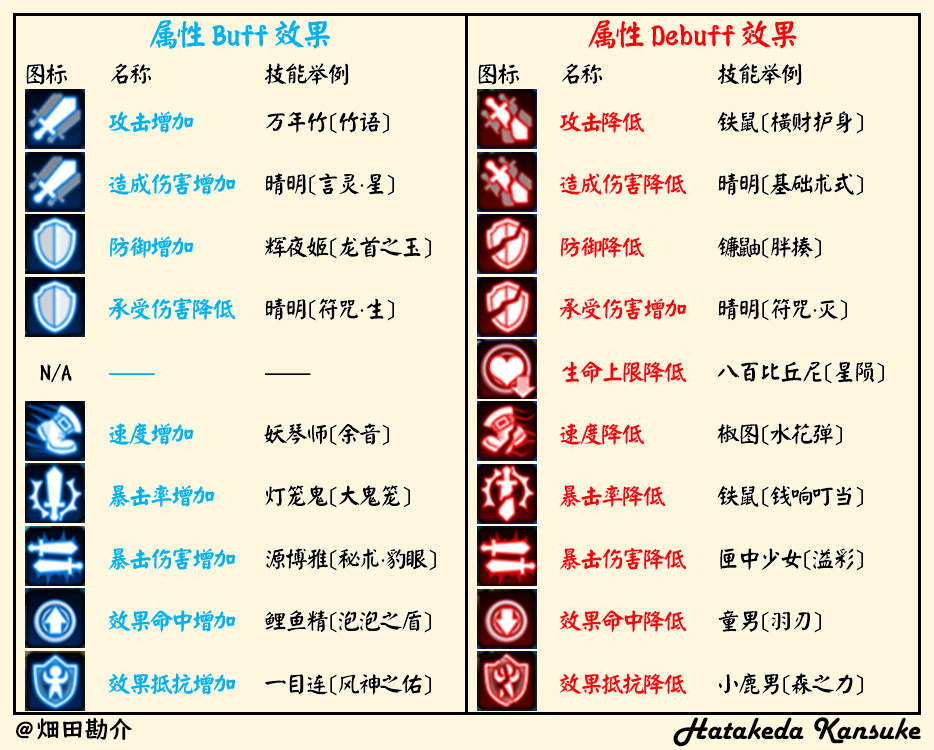 属性 Buff 效果
图标 名称 技能举例
攻击增加 万年竹〔竹语〕
造成伤害增加 晴明〔言灵·星〕
防御增加 辉夜姬〔龙首之玉〕
承受伤害降低 晴明〔符咒·生〕
N/A —— ——
速度增加 妖琴师〔余音〕
暴击率增加 灯笼鬼〔大鬼笼〕
暴击伤害增加 源博雅〔秘术·豹眼〕
效果命中增加 鲤鱼精〔泡泡之盾〕
效果抵抗增加 一目连〔风神之佑〕
属性 Debuff 效果
图标 名称 技能举例
攻击降低 铁鼠〔横财护身〕
造成伤害降低 晴明〔基础术式〕
防御降低 镰鼬〔胖揍〕
承受伤害增加 晴明〔符咒·灭〕
生命上限降低 八百比丘尼〔星陨〕
速度降低 椒图〔水花弹〕
暴击率降低 铁鼠〔钱响叮当〕
暴击伤害降低 匣中少女〔溢彩〕
效果命中降低 童男〔羽刃〕
效果抵抗降低 小鹿男〔森之力〕
@畑田勘介
Hatakeda Kansuke